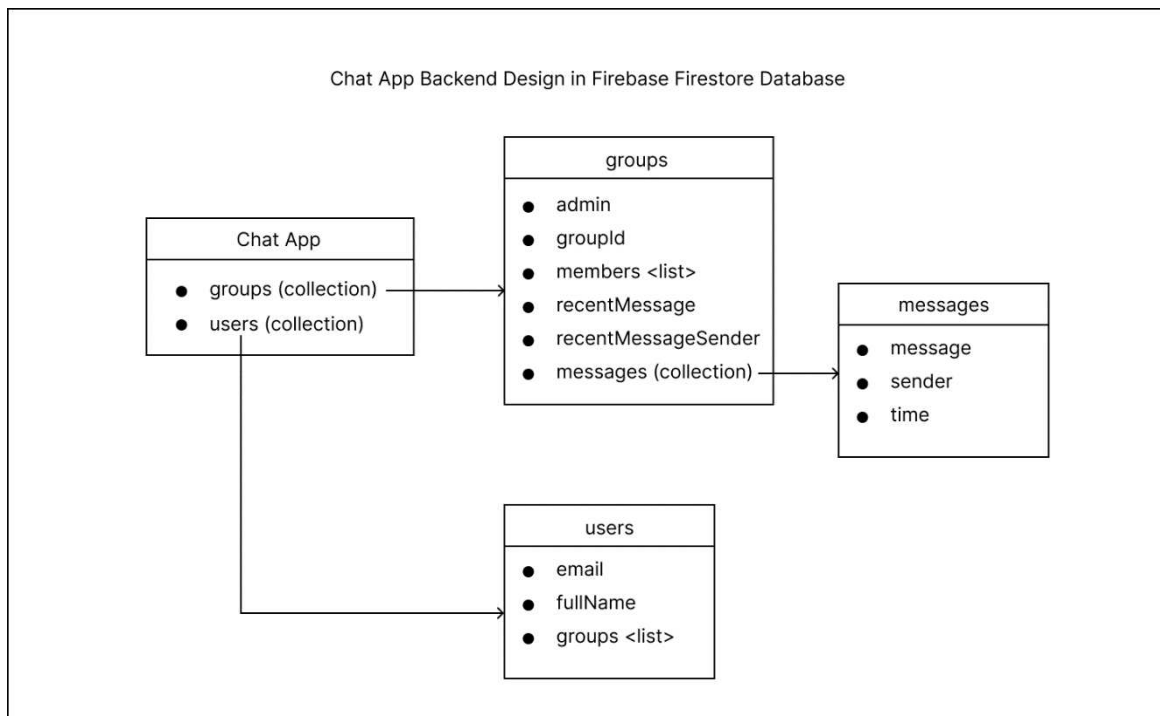 Chat App Backend Design in Firebase Firestore Database
groups
● admin
● groupId
● members <list>
● recentMessage
● recentMessageSender
● messages (collection)
Chat App
● groups (collection)
● users (collection)
messages
● message
● sender
● time
users
● email
● fullName
● groups <list>